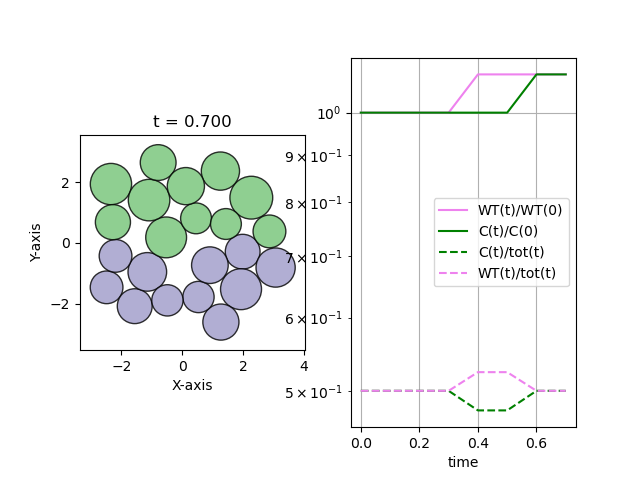 t = 0.700
Y-axis
2
0
−2
−2
0
2
4
X-axis
10⁰
9 × 10⁻¹
8 × 10⁻¹
7 × 10⁻¹
6 × 10⁻¹
5 × 10⁻¹
WT(t)/WT(0)
C(t)/C(0)
C(t)/tot(t)
WT(t)/tot(t)
0.0
0.2
0.4
0.6
time